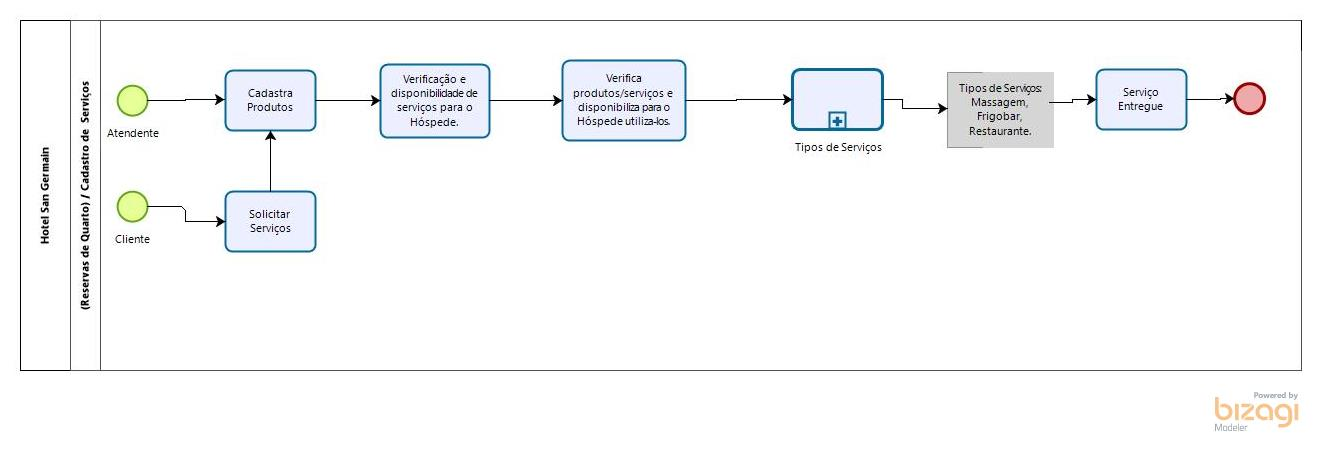 Hotel San Germain
(Reservas de Quarto) / Cadastro de Serviços
Atendente
Cadastra
Produtos
Verificação e
disponibilidade de
serviços para o
Hóspede.
Verifica
produtos/serviços e
disponibiliza para o
Hóspede utiliza-los.
Tipos de Serviços
Tipos de Serviços:
Massagem,
Frigobar,
Restaurante.
Serviço
Entregue
Cliente
Solicitar
Serviços
Powered by
bizagi
Modeler